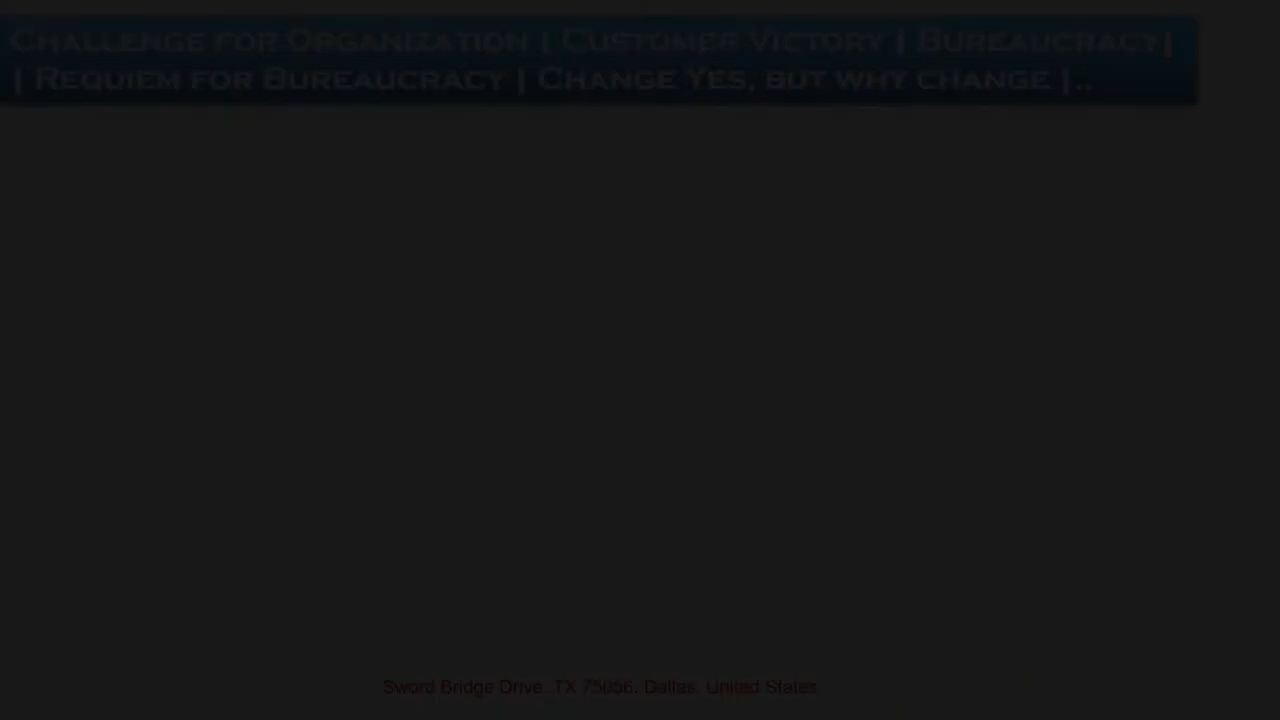 Challenge for Organization | Customer Victory | Bureaucracy|
| Requiem for Bureaucracy | Change Yes, but why change |..
Sword Bridge Drive, TX 75056, Dallas, United States